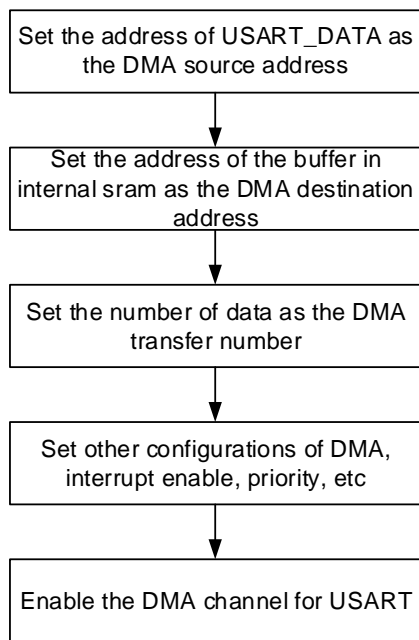 Set the address of USART_DATA as
the DMA source address
Set the address of the buffer in
internal sram as the DMA destination
address
Set the number of data as the DMA
transfer number
Set other configurations of DMA,
interrupt enable, priority, etc
Enable the DMA channel for USART